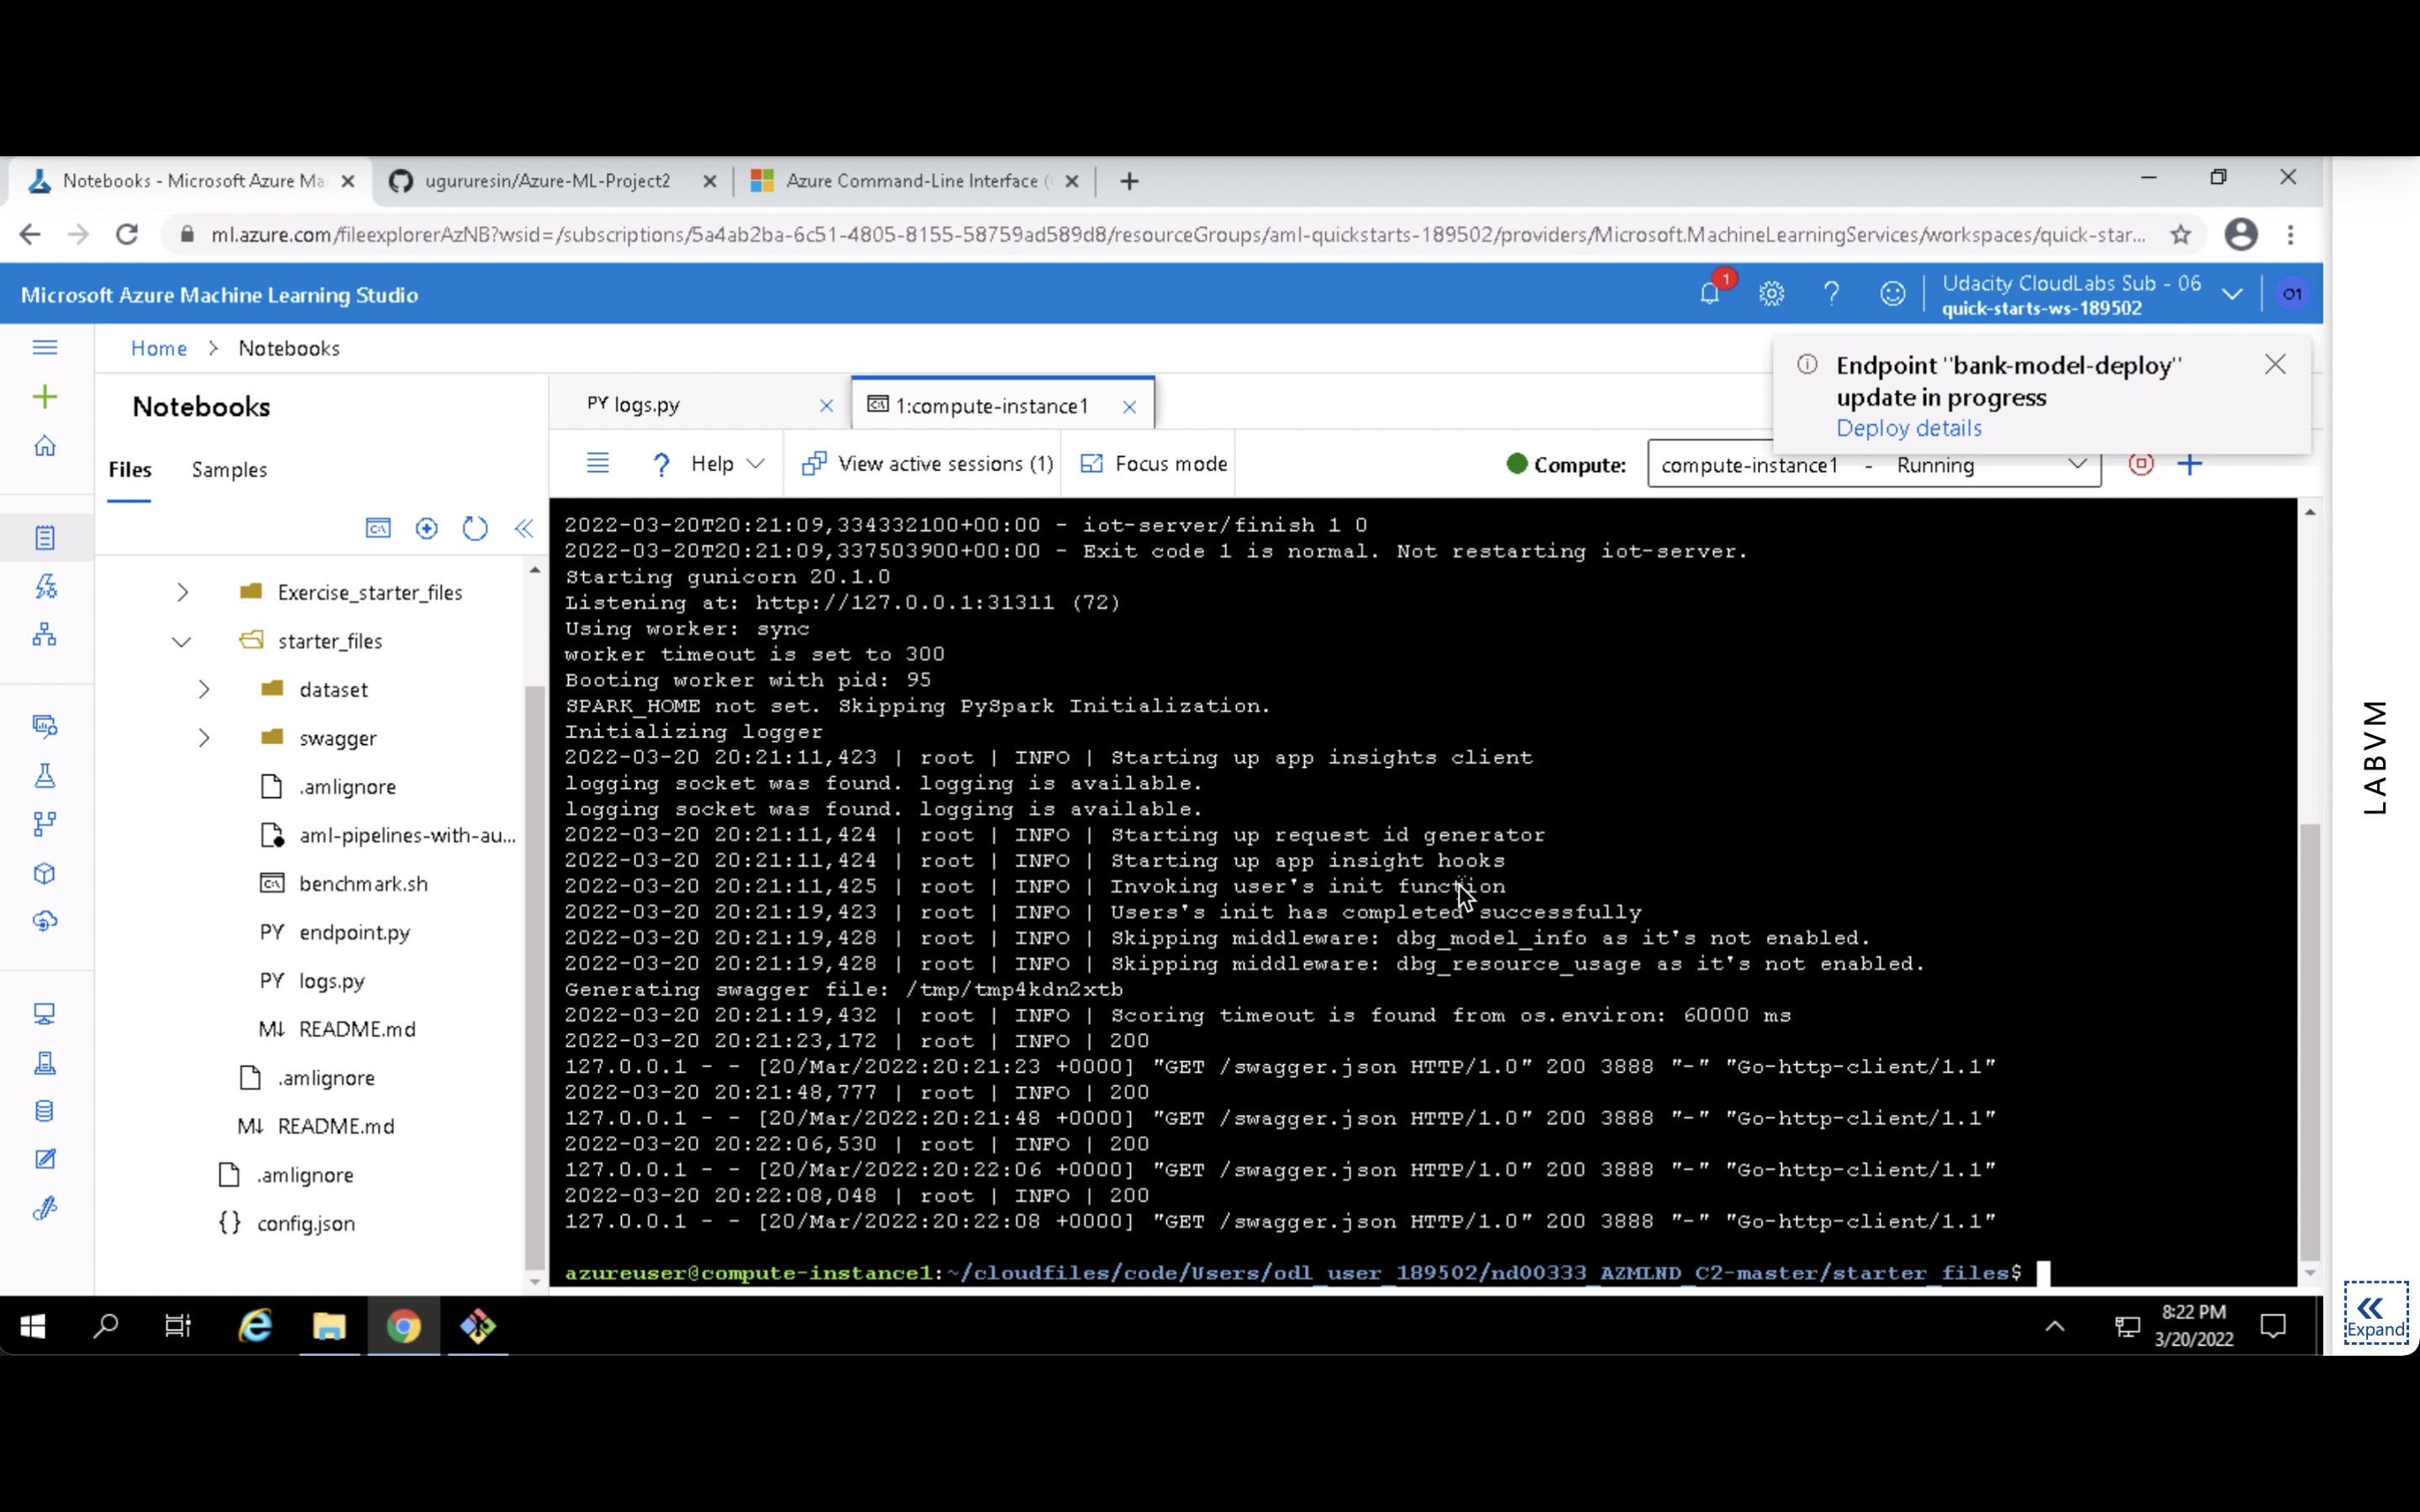 Notebooks - Microsoft Azure Ma
ugururesin/Azure-ML-Project2
Azure Command-Line Interface (
ml.azure.com/fileexplorerAzNB?wsid=/subscriptions/5a4ab2ba-6c51-4805-8155-58759ad589d8/resourceGroups/aml-quickstarts-189502/providers/Microsoft.MachineLearningServices/workspaces/quick-star...
Microsoft Azure Machine Learning Studio
1
Udacity CloudLabs Sub - 06
quick-starts-ws-189502
O1
Home > Notebooks
Endpoint "bank-model-deploy" update in progress
Deploy details
Notebooks
Files Samples
PY logs.py
1:compute-instance1
? Help
View active sessions (1)
Focus mode
Compute:
compute-instance1 - Running
Exercise_starter_files
starter_files
dataset
swagger
.amlignore
aml-pipelines-with-au...
benchmark.sh
PY endpoint.py
PY logs.py
M↓ README.md
.amlignore
M↓ README.md
.amlignore
{} config.json
2022-03-20T20:21:09,334332100+00:00 - iot-server/finish 1 0
2022-03-20T20:21:09,337503900+00:00 - Exit code 1 is normal. Not restarting iot-server.
Starting gunicorn 20.1.0
Listening at: http://127.0.0.1:31311 (72)
Using worker: sync
worker timeout is set to 300
Booting worker with pid: 95
SPARK_HOME not set. Skipping PySpark Initialization.
Initializing logger
2022-03-20 20:21:11,423 | root | INFO | Starting up app insights client
logging socket was found. logging is available.
logging socket was found. logging is available.
2022-03-20 20:21:11,424 | root | INFO | Starting up request id generator
2022-03-20 20:21:11,424 | root | INFO | Starting up app insight hooks
2022-03-20 20:21:11,425 | root | INFO | Invoking user's init function
2022-03-20 20:21:19,423 | root | INFO | Users's init has completed successfully
2022-03-20 20:21:19,428 | root | INFO | Skipping middleware: dbg_model_info as it's not enabled.
2022-03-20 20:21:19,428 | root | INFO | Skipping middleware: dbg_resource_usage as it's not enabled.
Generating swagger file: /tmp/tmp4kdn2xtb
2022-03-20 20:21:19,432 | root | INFO | Scoring timeout is found from os.environ: 60000 ms
2022-03-20 20:21:23,172 | root | INFO | 200
127.0.0.1 - - [20/Mar/2022:20:21:23 +0000] "GET /swagger.json HTTP/1.0" 200 3888 "-" "Go-http-client/1.1"
2022-03-20 20:21:48,777 | root | INFO | 200
127.0.0.1 - - [20/Mar/2022:20:21:48 +0000] "GET /swagger.json HTTP/1.0" 200 3888 "-" "Go-http-client/1.1"
2022-03-20 20:22:06,530 | root | INFO | 200
127.0.0.1 - - [20/Mar/2022:20:22:06 +0000] "GET /swagger.json HTTP/1.0" 200 3888 "-" "Go-http-client/1.1"
2022-03-20 20:22:08,048 | root | INFO | 200
127.0.0.1 - - [20/Mar/2022:20:22:08 +0000] "GET /swagger.json HTTP/1.0" 200 3888 "-" "Go-http-client/1.1"
azureuser@compute-instance1:~/cloudfiles/code/Users/odl_user_189502/nd00333_AZMLND_C2-master/starter_files$
LABVM
Expand
8:22 PM
3/20/2022